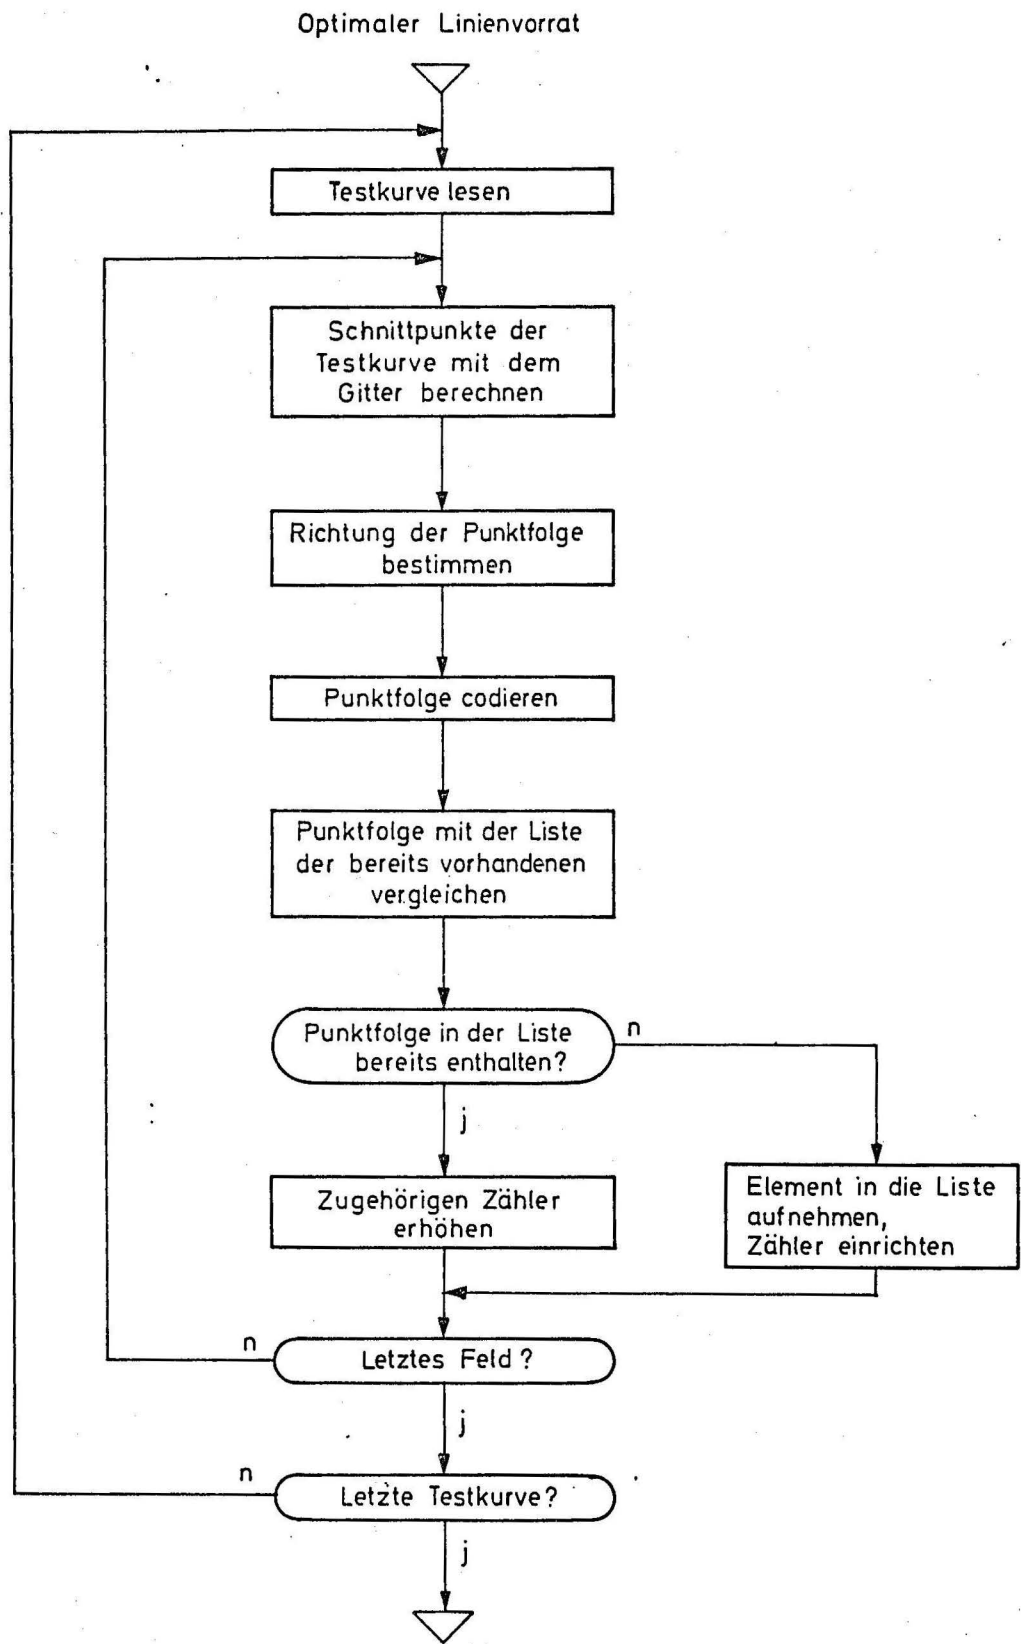 Optimaler Linienvorrat
Testkurve lesen
Schnittpunkte der
Testkurve mit dem
Gitter berechnen
Richtung der Punktfolge
bestimmen
Punktfolge codieren
Punktfolge mit der Liste
der bereits vorhandenen
vergleichen
Punktfolge in der Liste
bereits enthalten?
n
j
Zugehörigen Zähler
erhöhen
Element in die Liste
aufnehmen,
Zähler einrichten
n
Letztes Feld?
j
n
Letzte Testkurve?
j